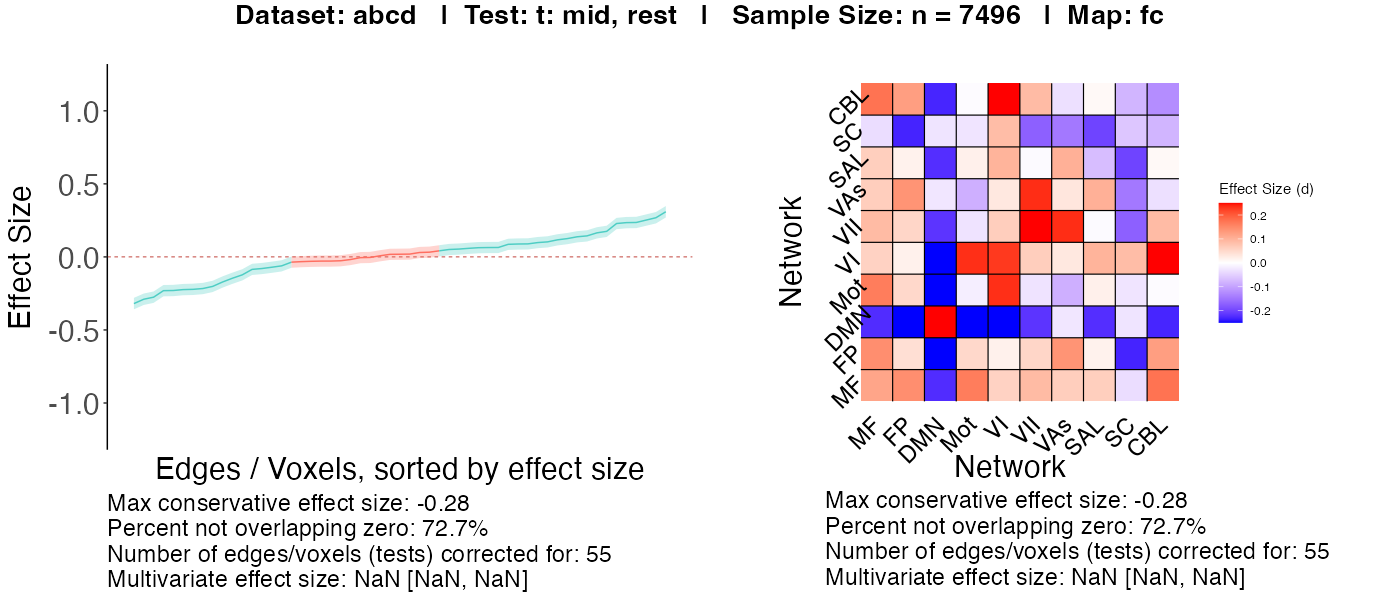 Dataset: abcd | Test: t: mid, rest | Sample Size: n = 7496 | Map: fc
1.0
0.5
0.0
-0.5
-1.0
Effect Size
Edges / Voxels, sorted by effect size
Max conservative effect size: -0.28
Percent not overlapping zero: 72.7%
Number of edges/voxels (tests) corrected for: 55
Multivariate effect size: NaN [NaN, NaN]
Network
CBL
SC
SAL
VAs
VII
VI
Mot
DMN
FP
MF
MF
FP
DMN
Mot
VI
VII
VAs
SAL
SC
CBL
Network
Effect Size (d)
0.2
0.1
0.0
-0.1
-0.2
Max conservative effect size: -0.28
Percent not overlapping zero: 72.7%
Number of edges/voxels (tests) corrected for: 55
Multivariate effect size: NaN [NaN, NaN]